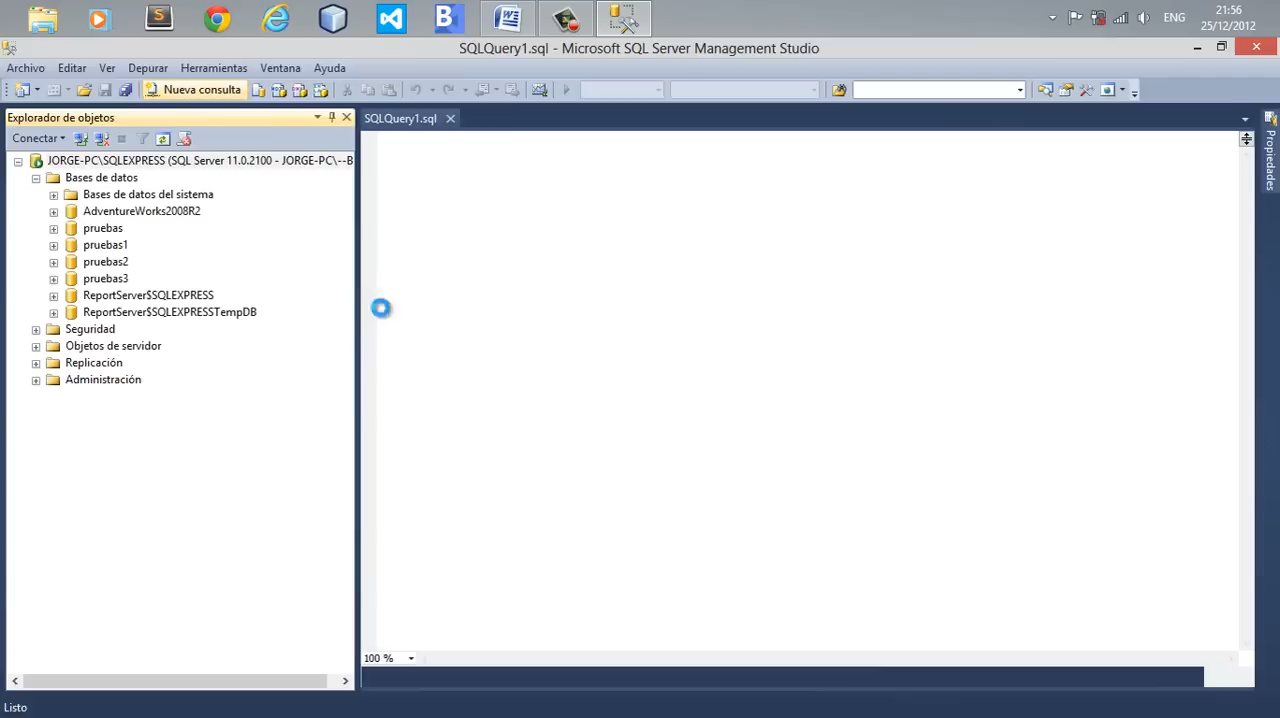 21:56
ENG
25/12/2012
SQLQuery1.sql - Microsoft SQL Server Management Studio
Archivo Editar Ver Depurar Herramientas Ventana Ayuda
Nueva consulta
Explorador de objetos
SQLQuery1.sql
Conectar
Propiedades
JORGE-PC\SQLEXPRESS (SQL Server 11.0.2100 - JORGE-PC\--B
Bases de datos
Bases de datos del sistema
AdventureWorks2008R2
pruebas
pruebas1
pruebas2
pruebas3
ReportServer$SQLEXPRESS
ReportServer$SQLEXPRESSTempDB
Seguridad
Objetos de servidor
Replicación
Administración
100 %
Listo